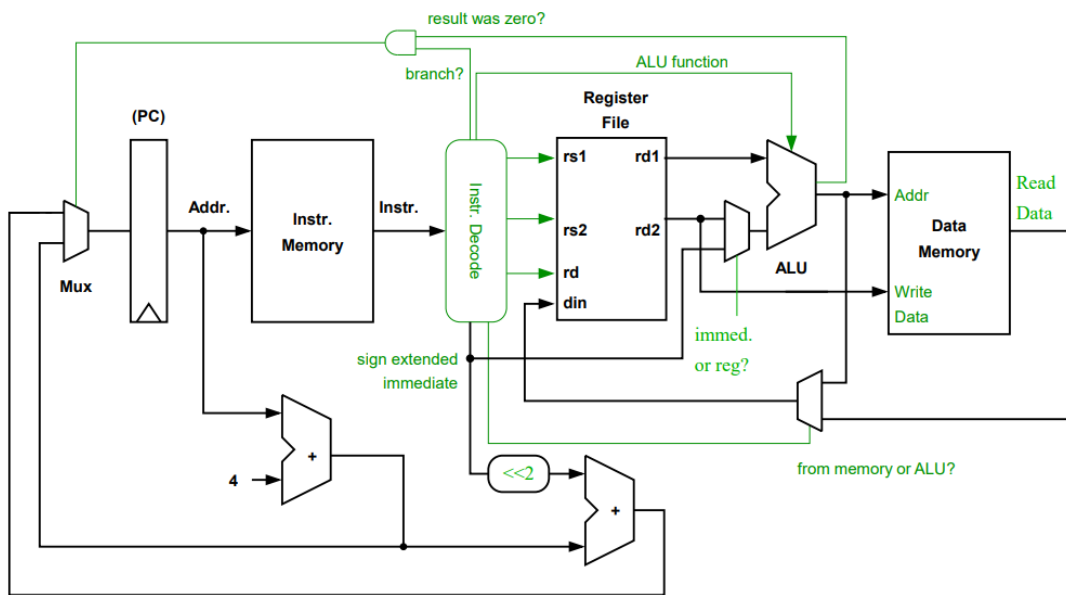 result was zero?
branch?
ALU function
(PC)
Register
File
rs1
rd1
Read
Data
Addr.
Instr.
Memory
Instr.
Instr. Decode
rs2
rd2
Addr
Data
Memory
Mux
rd
ALU
din
Write
Data
sign extended
immediate
immed.
or reg?
+
4
<<2
from memory or ALU?
+